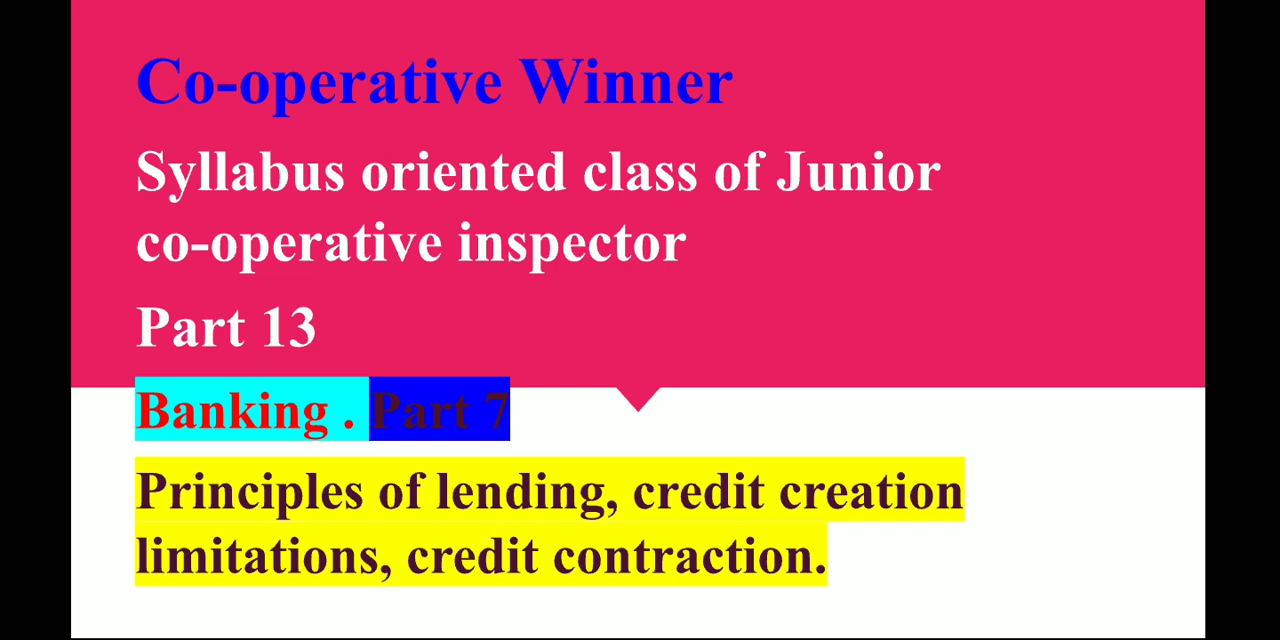 Co-operative Winner
Syllabus oriented class of Junior
co-operative inspector
Part 13
Banking . Part 7
Principles of lending, credit creation
limitations, credit contraction.